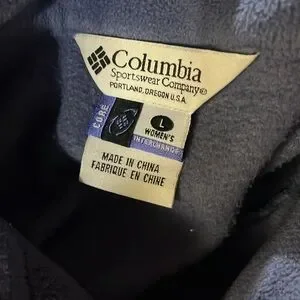 Columbia
Sportswear Company®
PORTLAND, OREGON U.S.A.
CORE
L
WOMEN'S
INTERCHANGE
MADE IN CHINA
FABRIQUE EN CHINE